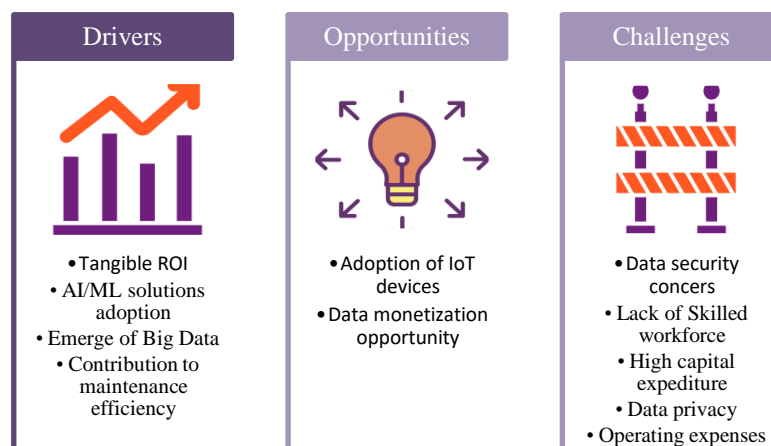 Drivers
•Tangible ROI
• AI/ML solutions
adoption
• Emerge of Big Data
• Contribution to
maintenance
efficiency
Opportunities
•Adoption of IoT
devices
•Data monetization
opportunity
Challenges
•Data security
concers
• Lack of Skilled
workforce
• High capital
expediture
• Data privacy
• Operating expenses